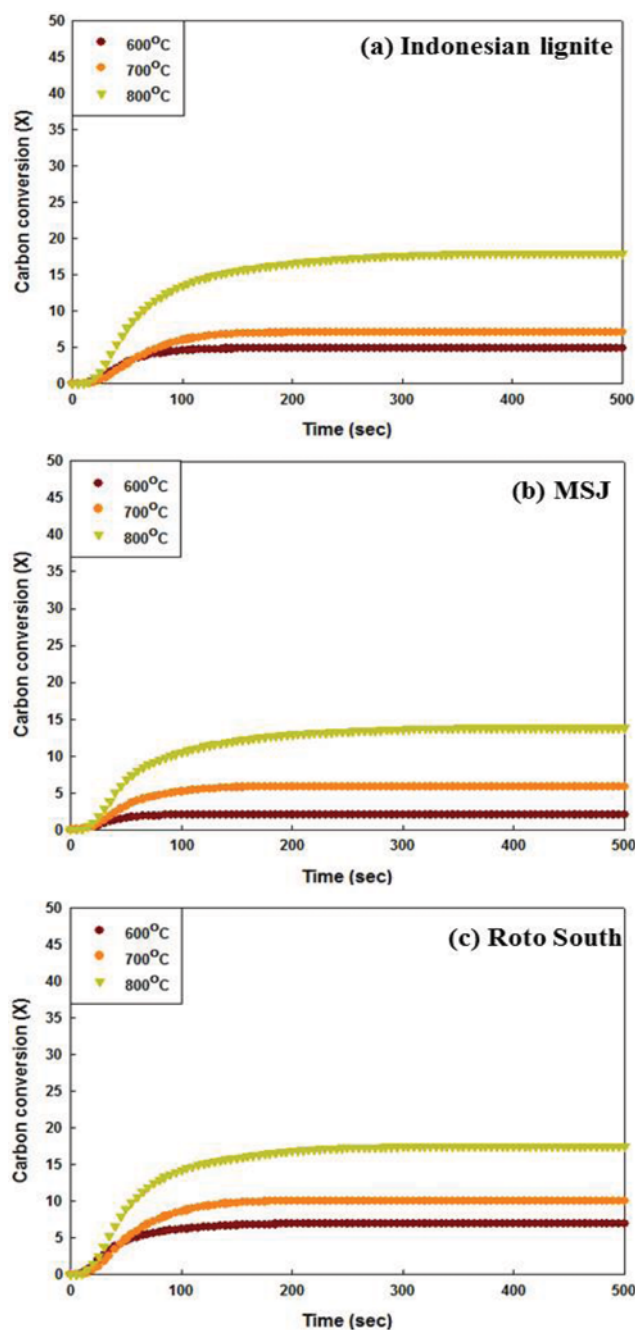 50
45
40
35
30
25
20
15
10
5
0
Carbon conversion (X)
600°C
700°C
800°C
(a) Indonesian lignite
0 100 200 300 400 500
Time (sec)
50
45
40
35
30
25
20
15
10
5
0
Carbon conversion (X)
600°C
700°C
800°C
(b) MSJ
0 100 200 300 400 500
Time (sec)
50
45
40
35
30
25
20
15
10
5
0
Carbon conversion (X)
600°C
700°C
800°C
(c) Roto South
0 100 200 300 400 500
Time (sec)